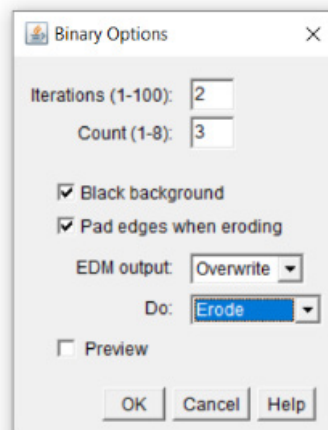 Binary Options
Iterations (1-100): 2
Count (1-8): 3
Black background
Pad edges when eroding
EDM output: Overwrite
Do: Erode
Preview
OK Cancel Help